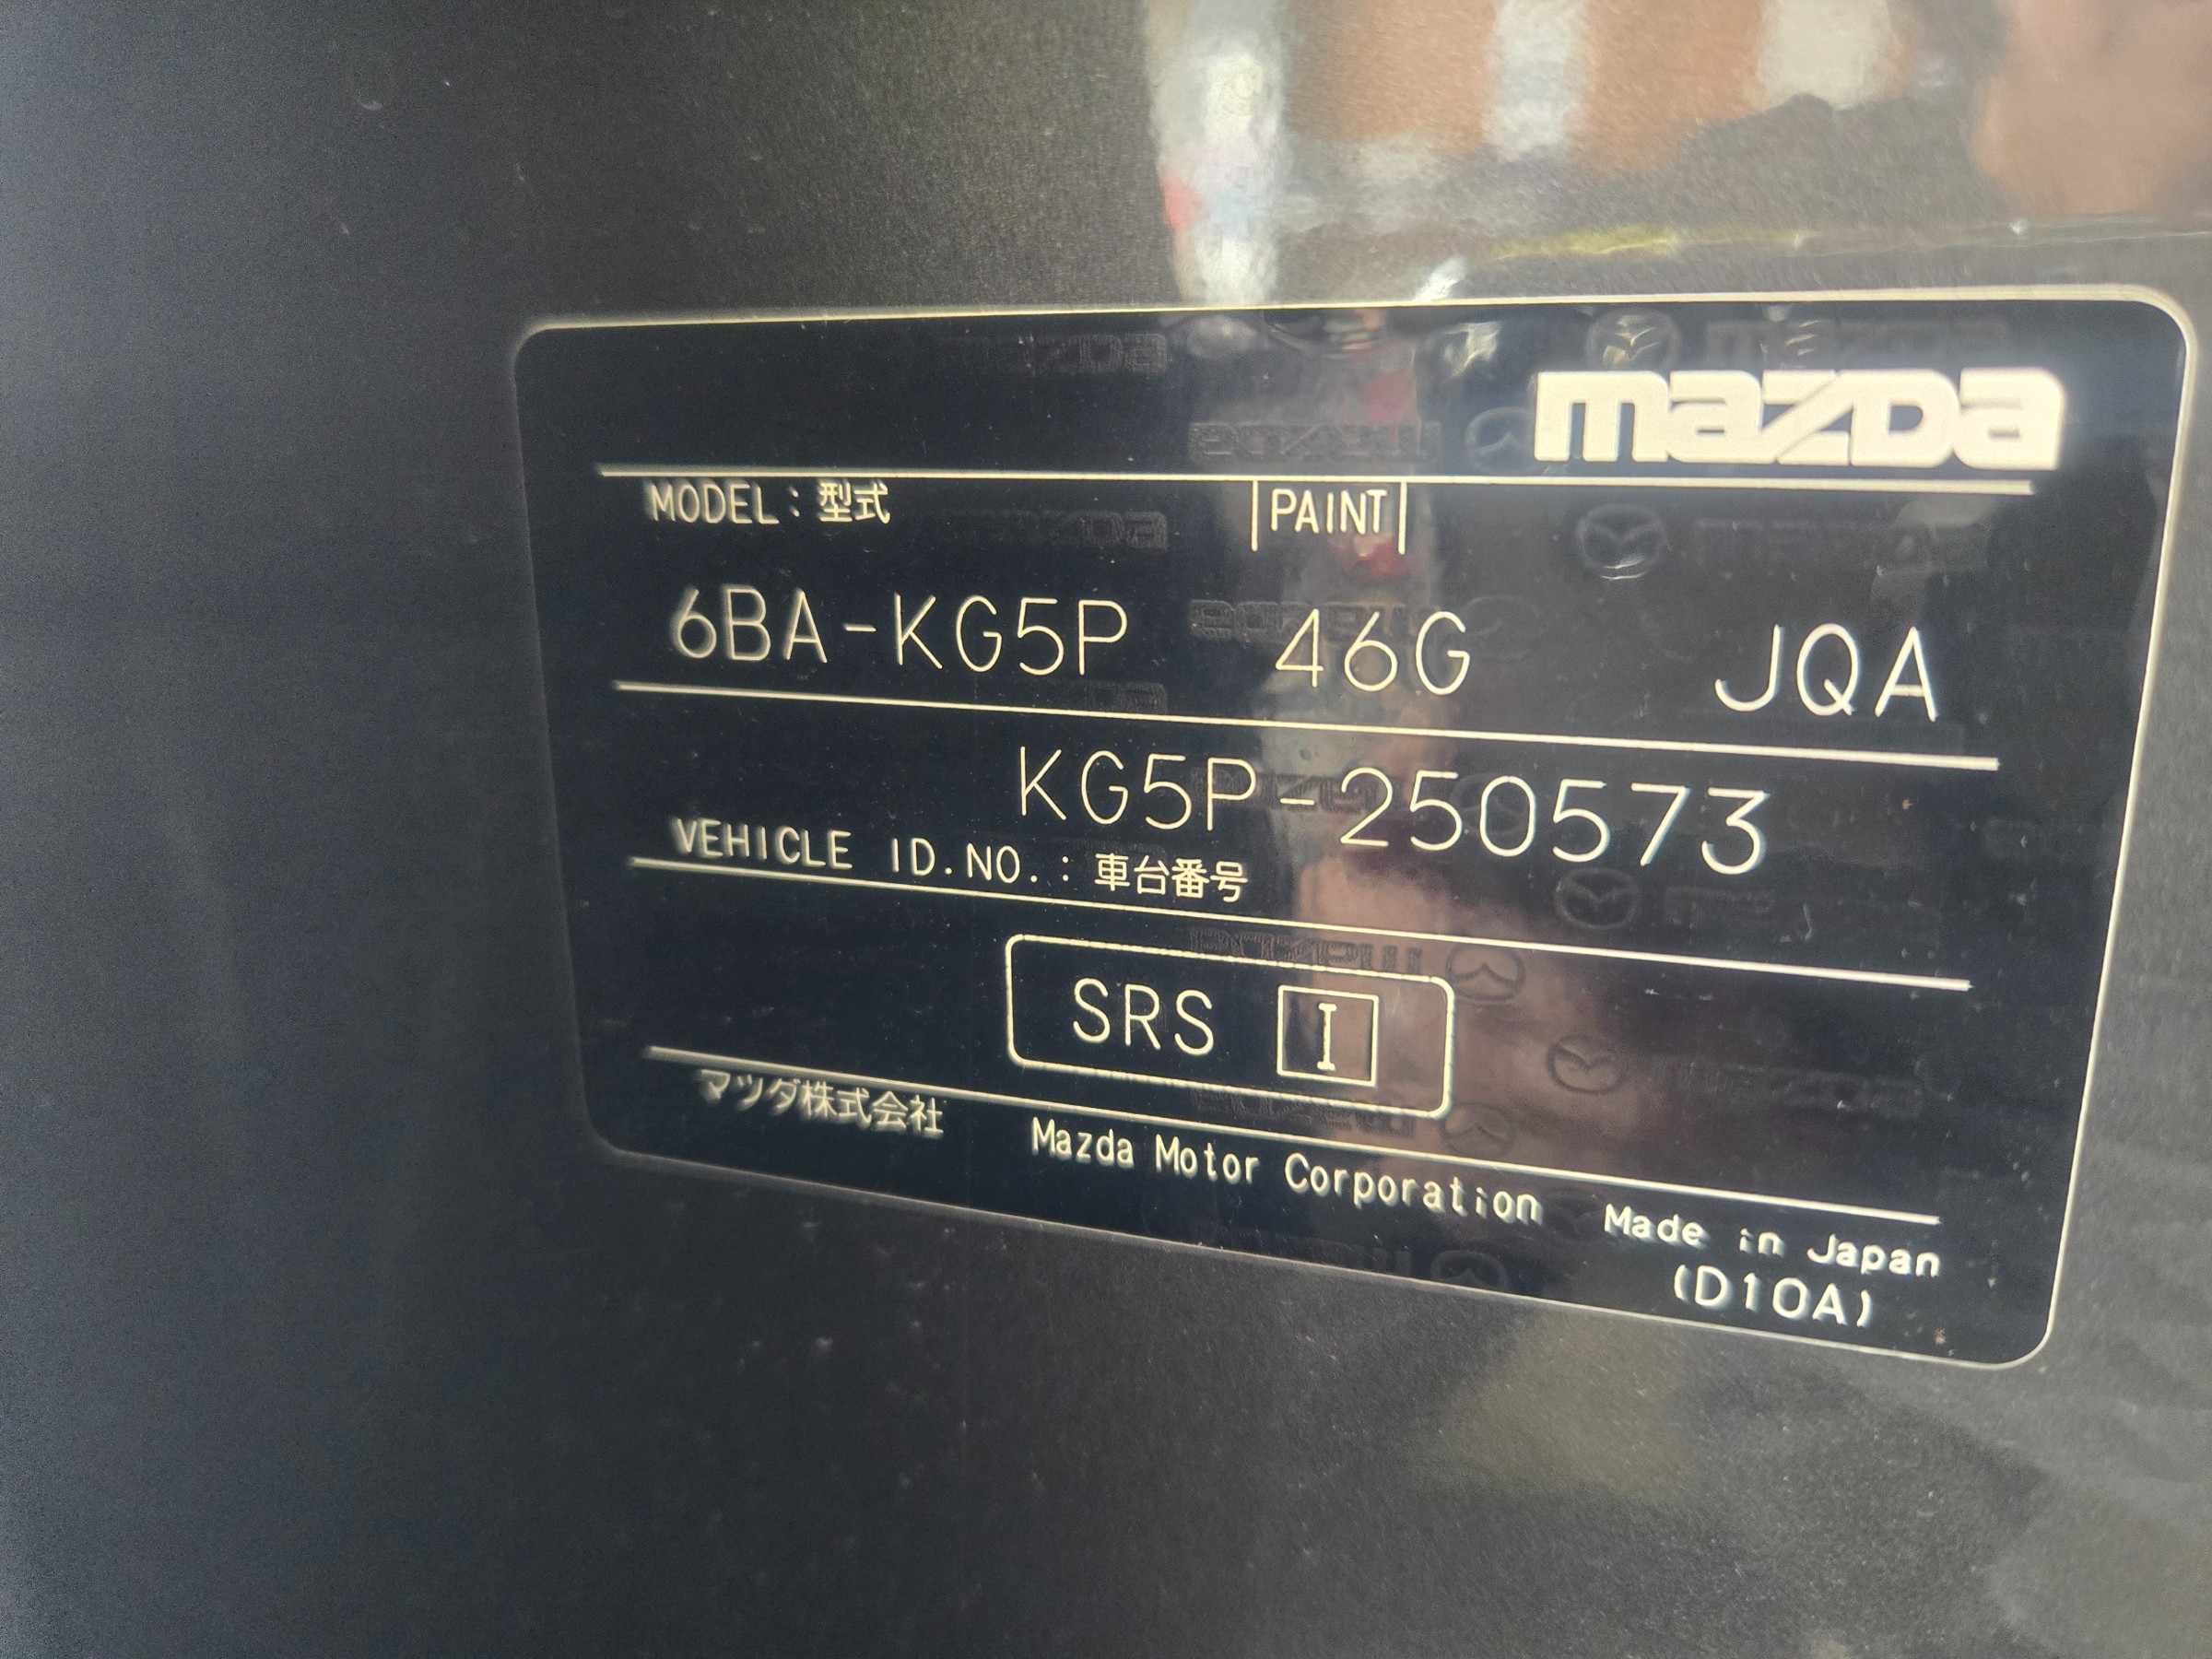 mazda
MODEL：型式 PAINT
6BA-KG5P 46G JQA
KG5P-250573
VEHICLE ID.NO.：車台番号
SRS I
マツダ株式会社 Mazda Motor Corporation Made in Japan
(D10A)